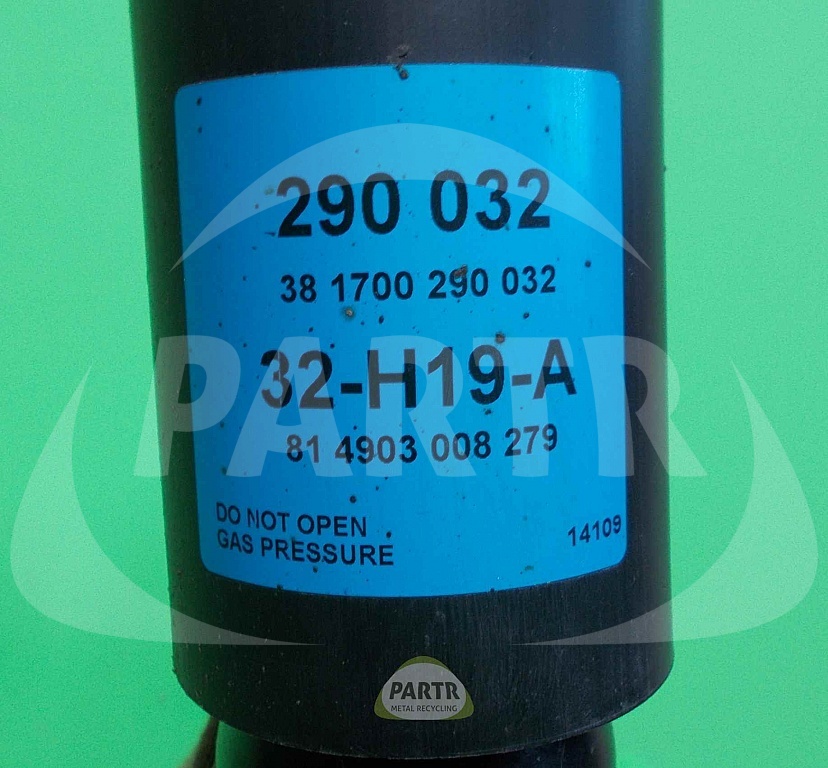 290 032
38 1700 290 032
32-H19-A
81 4903 008 279
DO NOT OPEN
GAS PRESSURE
14109
PARTR
PARTR
METAL RECYCLING